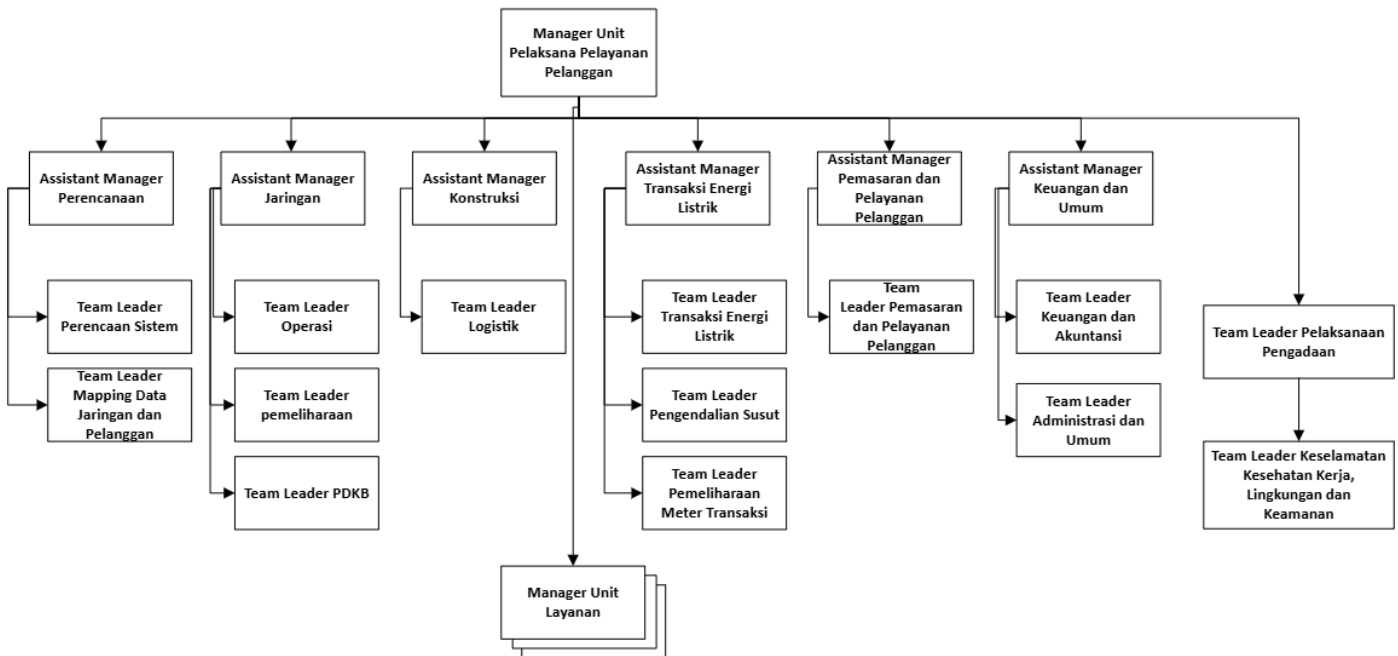 Manager Unit
Pelaksana Pelayanan
Pelanggan
Assistant Manager
Perencanaan
Assistant Manager
Jaringan
Assistant Manager
Konstruksi
Assistant Manager
Transaksi Energi
Listrik
Assistant Manager
Pemasaran dan
Pelayanan
Pelanggan
Assistant Manager
Keuangan dan
Umum
Team Leader
Perencaan Sistem
Team Leader
Operasi
Team Leader
Logistik
Team Leader
Transaksi Energi
Listrik
Team
Leader Pemasaran
dan Pelayanan
Pelanggan
Team Leader
Keuangan dan
Akuntansi
Team Leader Pelaksanaan
Pengadaan
Team Leader
Mapping Data
Jaringan dan
Pelanggan
Team Leader
pemeliharaan
Team Leader
Pengendalian Susut
Team Leader
Administrasi dan
Umum
Team Leader PDKB
Team Leader
Pemeliharaan
Meter Transaksi
Team Leader Keselamatan
Kesehatan Kerja,
Lingkungan dan
Keamanan
Manager Unit
Layanan